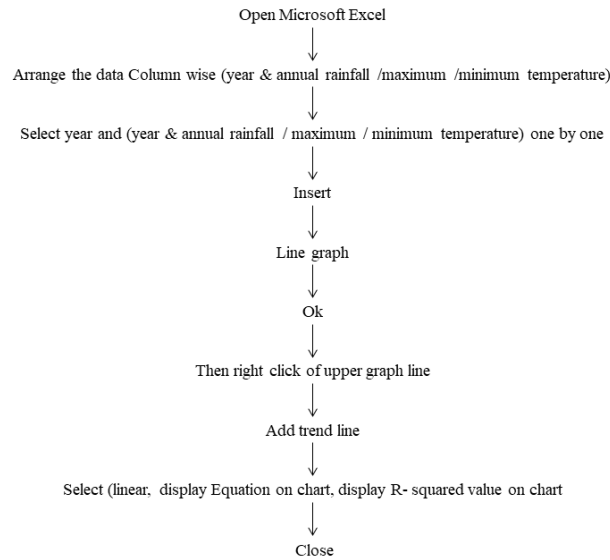 Open Microsoft Excel
Arrange the data Column wise (year & annual rainfall /maximum /minimum temperature)
Select year and (year & annual rainfall / maximum / minimum temperature) one by one
Insert
Line graph
Ok
Then right click of upper graph line
Add trend line
Select (linear, display Equation on chart, display R- squared value on chart
Close